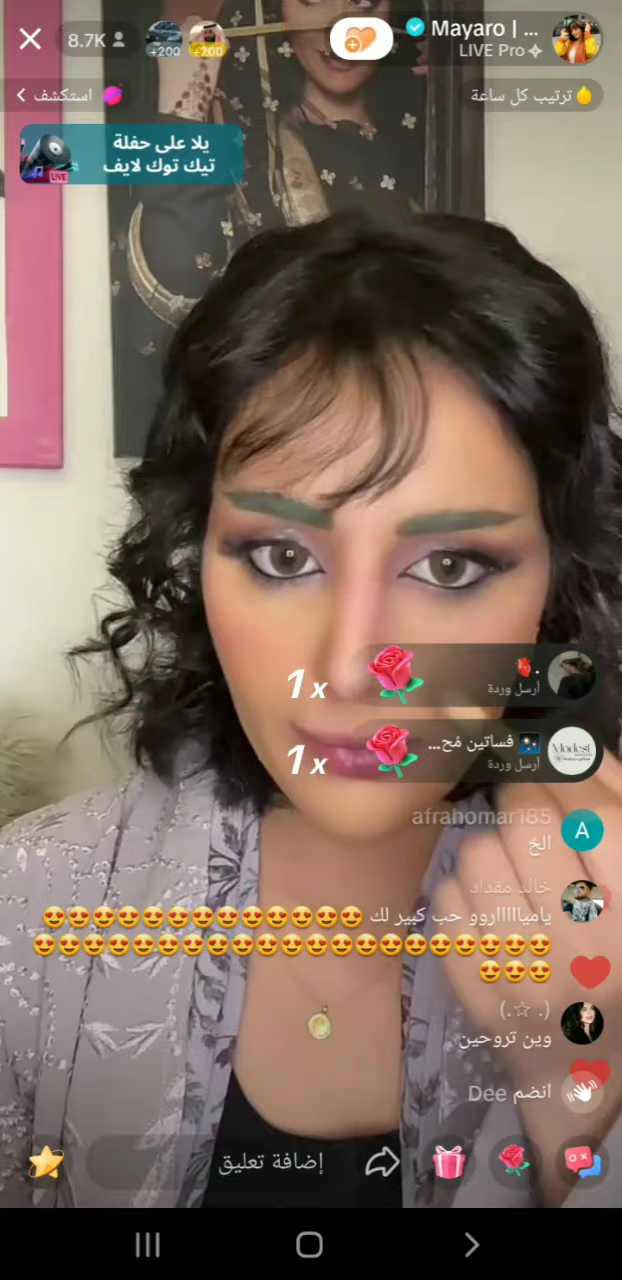 8.7K
+200
+200
Mayaro | ...
LIVE Pro
استكشف
ترتيب كل ساعة
يلا على حفلة
تيك توك لايف
LIVE
.
أرسل وردة
1x
فساتين مُح...
أرسل وردة
1x
Modest
afrahomar185
A
الخ
خالد مقداد
ياميااااااروو حب كبير لك 😍😍😍😍😍😍😍😍😍😍😍😍😍
😍😍😍😍😍😍😍😍😍😍😍😍😍😍😍😍😍😍😍😍😍
😍😍😍
(. ☆.)
وين تروحين
Dee انضم
إضافة تعليق